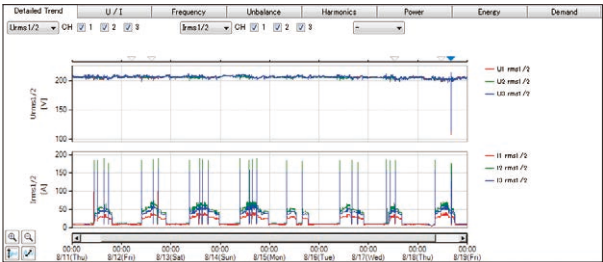 Detailed Trend U / I Frequency Unbalance Harmonics Power Energy Demand
Urms1/2 CH 1 2 3 Irms1/2 CH 1 2 3 -
200
150
100
Urms1/2
[V]
U1 rms1/2
U2 rms1/2
U3 rms1/2
200
150
100
50
0
Irms1/2
[A]
I1 rms1/2
I2 rms1/2
I3 rms1/2
00:00 00:00 00:00 00:00 00:00 00:00 00:00 00:00 00:00
8/11(Thu) 8/12(Fri) 8/13(Sat) 8/14(Sun) 8/15(Mon) 8/16(Tue) 8/17(Wed) 8/18(Thu) 8/19(Fri)